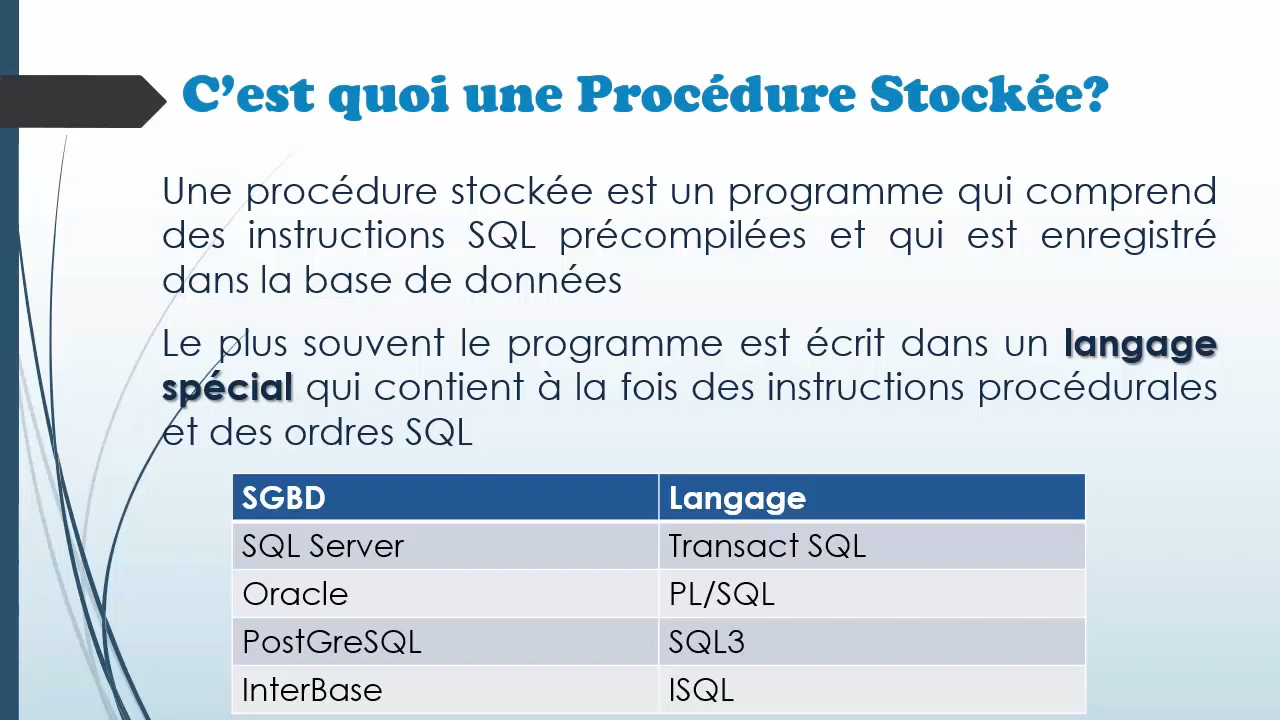 C’est quoi une Procédure Stockée?
Une procédure stockée est un programme qui comprend
des instructions SQL précompilées et qui est enregistré
dans la base de données
Le plus souvent le programme est écrit dans un langage
spécial qui contient à la fois des instructions procédurales
et des ordres SQL
SGBD Langage
SQL Server Transact SQL
Oracle PL/SQL
PostGreSQL SQL3
InterBase ISQL